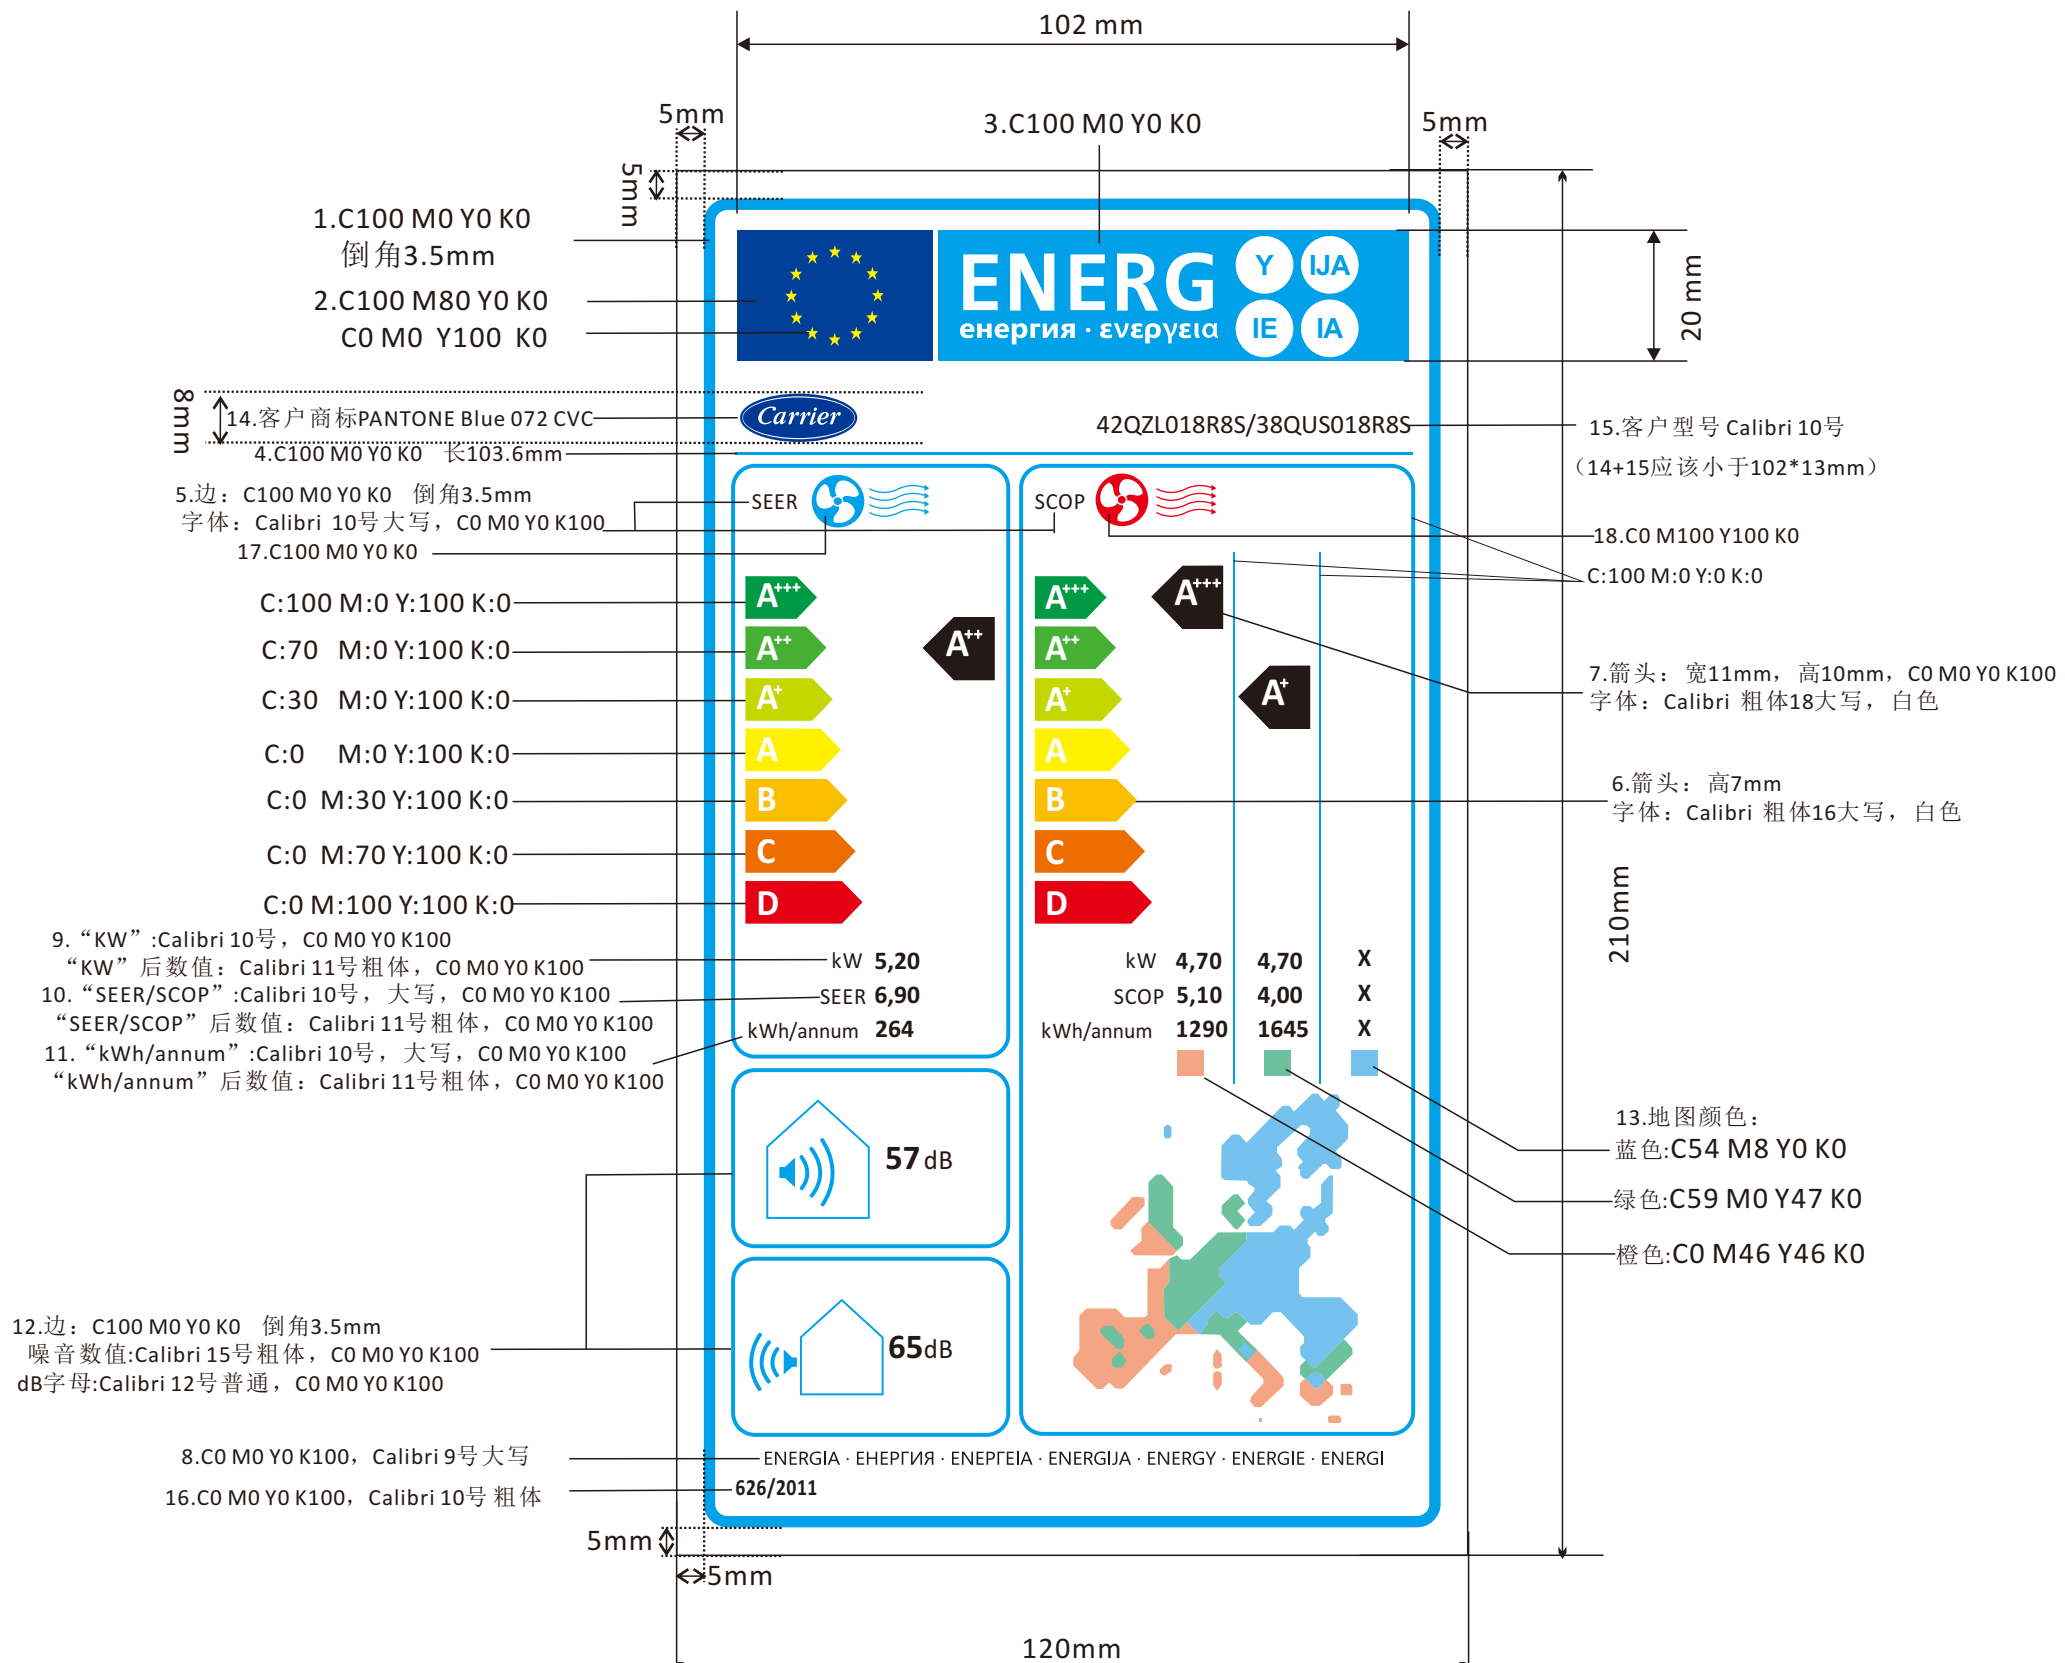 102 mm
5mm
3.C100 M0 Y0 K0
5mm
5mm
1.C100 M0 Y0 K0
倒角3.5mm
2.C100 M80 Y0 K0
C0 M0 Y100 K0
ENERG
енергия · ενεργεια
Y
IJA
IE
IA
20 mm
8mm
14.客户商标PANTONE Blue 072 CVC
Carrier
42QZL018R8S/38QUS018R8S
15.客户型号 Calibri 10号
（14+15应该小于102*13mm）
4.C100 M0 Y0 K0 长103.6mm
5.边：C100 M0 Y0 K0 倒角3.5mm
字体：Calibri 10号大写，C0 M0 Y0 K100
17.C100 M0 Y0 K0
SEER
SCOP
18.C0 M100 Y100 K0
C:100 M:0 Y:0 K:0
C:100 M:0 Y:100 K:0
C:70 M:0 Y:100 K:0
C:30 M:0 Y:100 K:0
C:0 M:0 Y:100 K:0
C:0 M:30 Y:100 K:0
C:0 M:70 Y:100 K:0
C:0 M:100 Y:100 K:0
A+++
A++
A+
A
B
C
D
A++
A+++
A++
A+
A
B
C
D
A+++
A+
7.箭头：宽11mm，高10mm，C0 M0 Y0 K100
字体：Calibri 粗体18大写，白色
6.箭头：高7mm
字体：Calibri 粗体16大写，白色
210mm
9.“KW”:Calibri 10号，C0 M0 Y0 K100
“KW”后数值：Calibri 11号粗体，C0 M0 Y0 K100
10.“SEER/SCOP”:Calibri 10号，大写，C0 M0 Y0 K100
“SEER/SCOP”后数值：Calibri 11号粗体，C0 M0 Y0 K100
11.“kWh/annum”:Calibri 10号，大写，C0 M0 Y0 K100
“kWh/annum”后数值：Calibri 11号粗体，C0 M0 Y0 K100
kW 5,20
SEER 6,90
kWh/annum 264
kW 4,70 4,70 X
SCOP 5,10 4,00 X
kWh/annum 1290 1645 X
57 dB
65dB
13.地图颜色：
蓝色:C54 M8 Y0 K0
绿色:C59 M0 Y47 K0
橙色:C0 M46 Y46 K0
12.边：C100 M0 Y0 K0 倒角3.5mm
噪音数值:Calibri 15号粗体，C0 M0 Y0 K100
dB字母:Calibri 12号普通，C0 M0 Y0 K100
8.C0 M0 Y0 K100，Calibri 9号大写
16.C0 M0 Y0 K100，Calibri 10号 粗体
ENERGIA · ЕНЕРГИЯ · ΕΝΕΡΓΕΙΑ · ENERGIJA · ENERGY · ENERGIE · ENERGI
626/2011
5mm
5mm
120mm